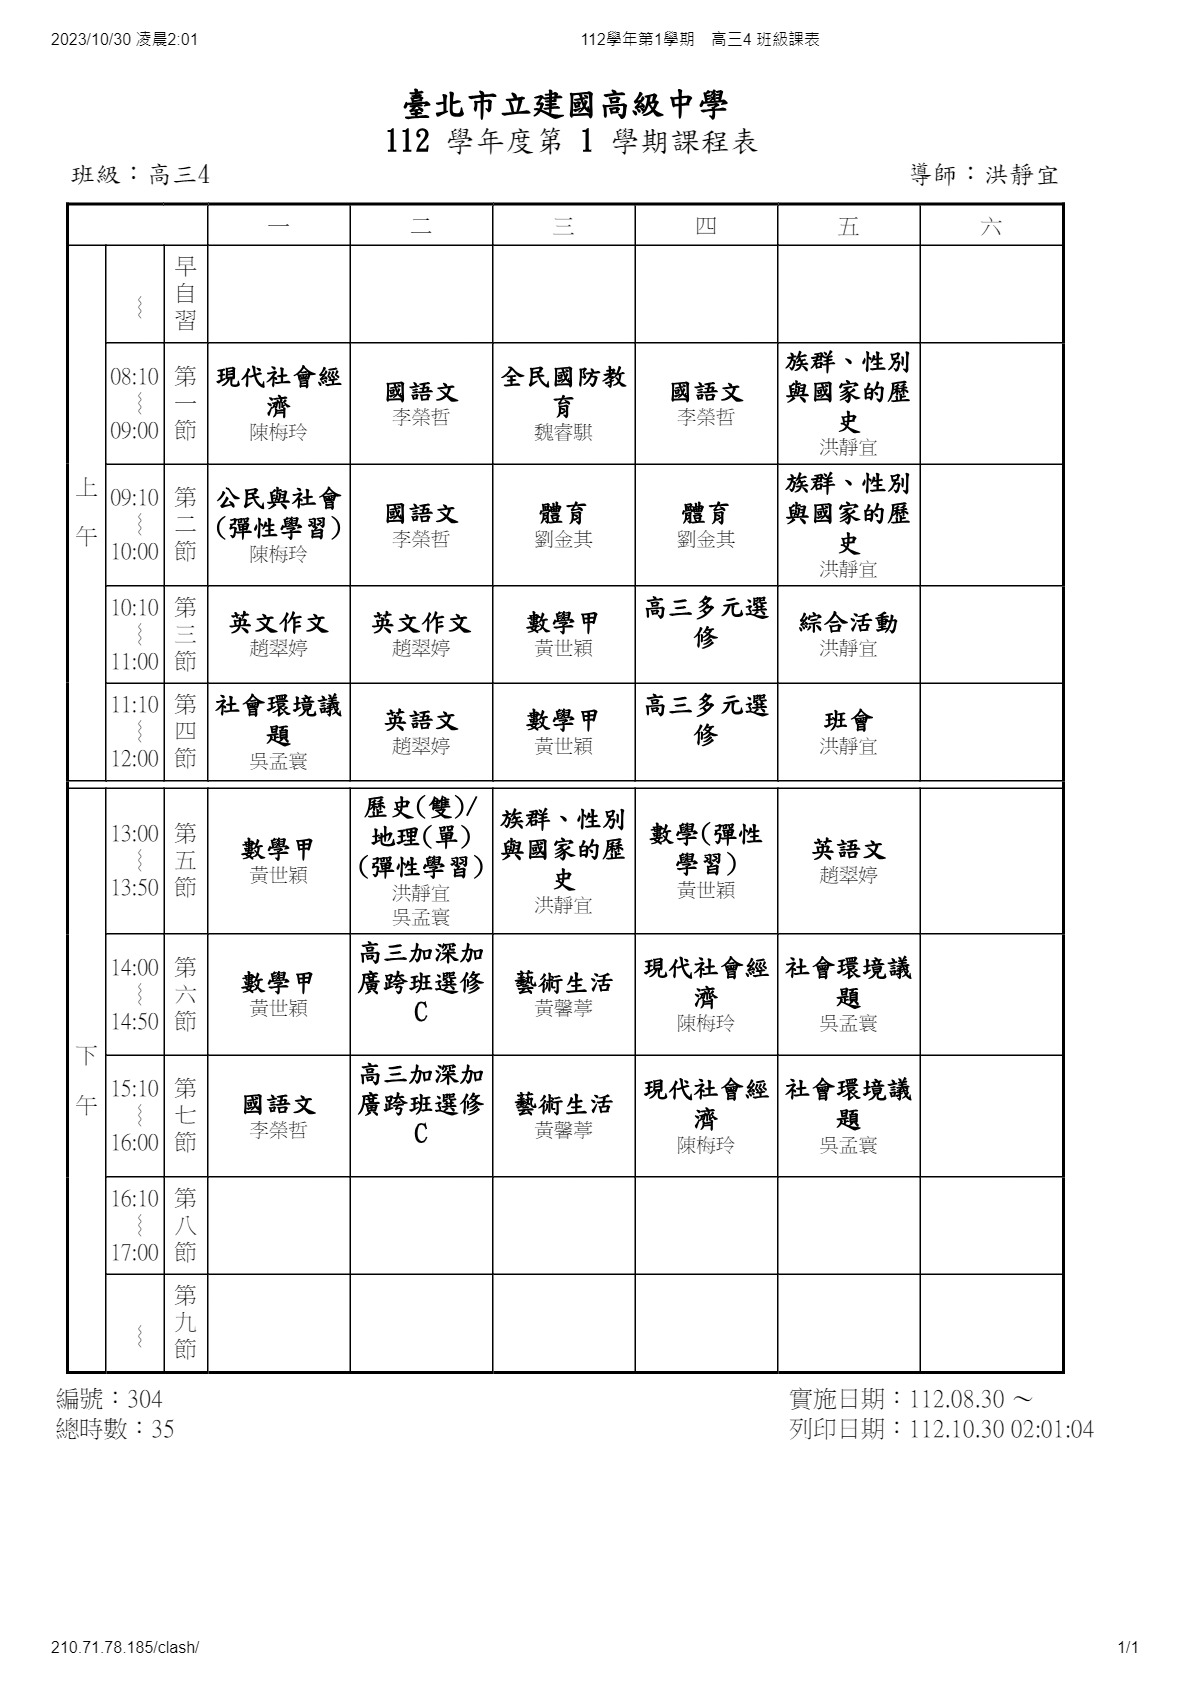 2023/10/30 凌晨2:01
112學年第1學期　高三4 班級課表
臺北市立建國高級中學
112 學年度第 1 學期課程表
班級：高三4
導師：洪靜宜
一 二 三 四 五 六
上午
～
早自習
08:10
～
09:00
第一節
現代社會經
濟
陳梅玲
國語文
李榮哲
全民國防教
育
魏睿騏
國語文
李榮哲
族群、性別
與國家的歷
史
洪靜宜
09:10
～
10:00
第二節
公民與社會
(彈性學習)
陳梅玲
國語文
李榮哲
體育
劉金其
體育
劉金其
族群、性別
與國家的歷
史
洪靜宜
10:10
～
11:00
第三節
英文作文
趙翠婷
英文作文
趙翠婷
數學甲
黃世穎
高三多元選
修
綜合活動
洪靜宜
11:10
～
12:00
第四節
社會環境議
題
吳孟寰
英語文
趙翠婷
數學甲
黃世穎
高三多元選
修
班會
洪靜宜
下午
13:00
～
13:50
第五節
數學甲
黃世穎
歷史(雙)/
地理(單)
(彈性學習)
洪靜宜
吳孟寰
族群、性別
與國家的歷
史
洪靜宜
數學(彈性
學習)
黃世穎
英語文
趙翠婷
14:00
～
14:50
第六節
數學甲
黃世穎
高三加深加
廣跨班選修
C
藝術生活
黃馨葶
現代社會經
濟
陳梅玲
社會環境議
題
吳孟寰
15:10
～
16:00
第七節
國語文
李榮哲
高三加深加
廣跨班選修
C
藝術生活
黃馨葶
現代社會經
濟
陳梅玲
社會環境議
題
吳孟寰
16:10
～
17:00
第八節
～
第九節
編號：304
總時數：35
實施日期：112.08.30 ～
列印日期：112.10.30 02:01:04
210.71.78.185/clash/
1/1